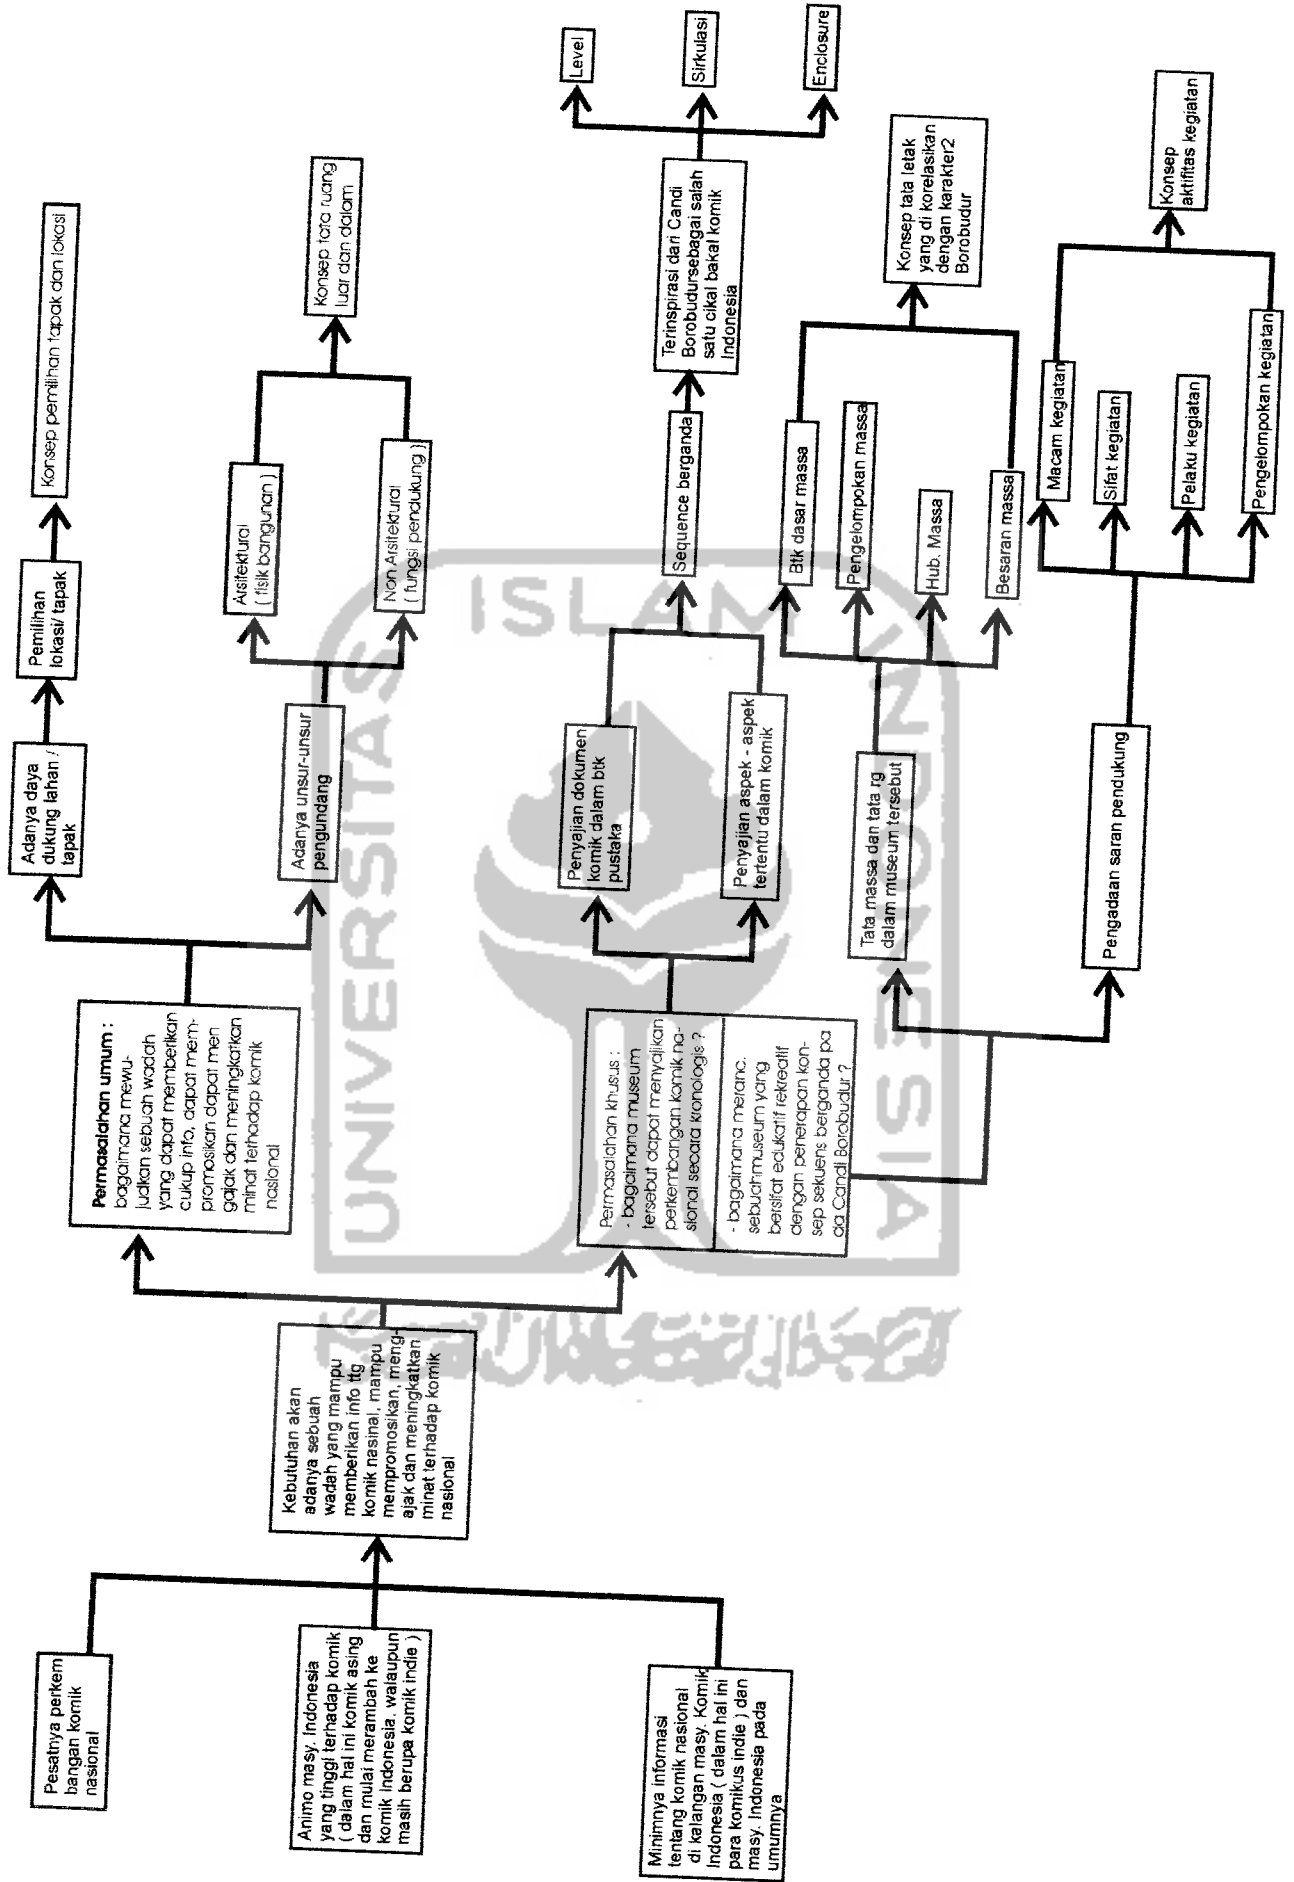 Pesatnya perkem
bangan komik
nasional
Animo masy. Indonesia
yang tinggi terhadap komik
( dalam hal ini komik asing
dan mulai merambah ke
komik Indonesia, walaupun
masih berupa komik indie )
Minimnya informasi
tentang komik nasional
di kalangan masy. Komik
Indonesia ( dalam hal ini
para komikus indie ) dan
masy. Indonesia pada
umumnya
Kebutuhan akan
adanya sebuah
wadah yang mampu
memberikan info ttg
komik nasinal, mampu
mempromosikan, meng-
ajak dan meningkatkan
minat terhadap komik
nasional
Permasalahan umum :
bagaimana mewu-
judkan sebuah wadah
yang dapat memberikan
cukup info, dapat mem-
promosikan dapat men
gajak dan meningkatkan
minat terhadap komik
nasional
Permasalahan khusus :
- bagaimana museum
tersebut dapat menyajikan
perkembangan komik na-
sional secara kronologis ?
- bagaimana meranc.
sebuahmuseum yang
bersifat edukatif rekreatif
dengan penerapan kon-
sep sekuens berganda pa
da Candi Borobudur ?
Adanya daya
dukung lahan /
tapak
Pemilihan
lokasi/ tapak
Konsep pemilihan tapak dan lokasi
Adanya unsur-unsur
pengundang
Arsitektural
( fisik bangunan )
Non Arsitektural
( fungsi pendukung )
Konsep tata ruang
luar dan dalam
Penyajian dokumen
komik dalam btk
pustaka
Penyajian aspek - aspek
tertentu dalam komik
Sequence berganda
Terinspirasi dari Candi
Borobudursebagai salah
satu cikal bakal komik
Indonesia
Level
Sirkulasi
Enclosure
Tata massa dan tata rg
dalam museum tersebut
Btk dasar massa
Pengelompokan massa
Hub. Massa
Besaran massa
Konsep tata letak
yang di korelasikan
dengan karakter2
Borobudur
Pengadaan saran pendukung
Macam kegiatan
Sifat kegiatan
Pelaku kegiatan
Pengelompokan kegiatan
Konsep
aktifitas kegiatan
UNIVERSITAS
ISLAM
INDONESIA